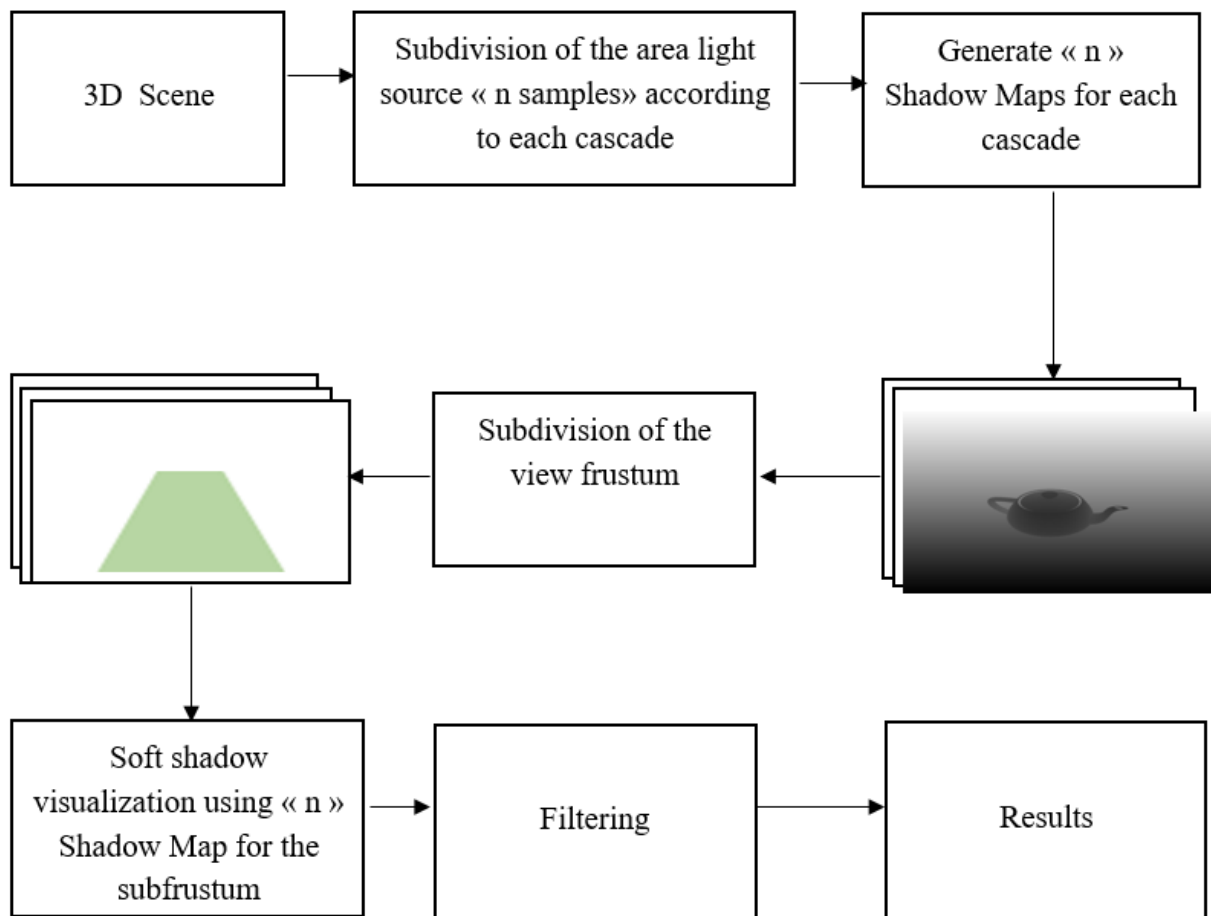 3D Scene
Subdivision of the area light
source « n samples» according
to each cascade
Generate « n »
Shadow Maps for each
cascade
Subdivision of the
view frustum
Soft shadow
visualization using « n »
Shadow Map for the
subfrustum
Filtering
Results